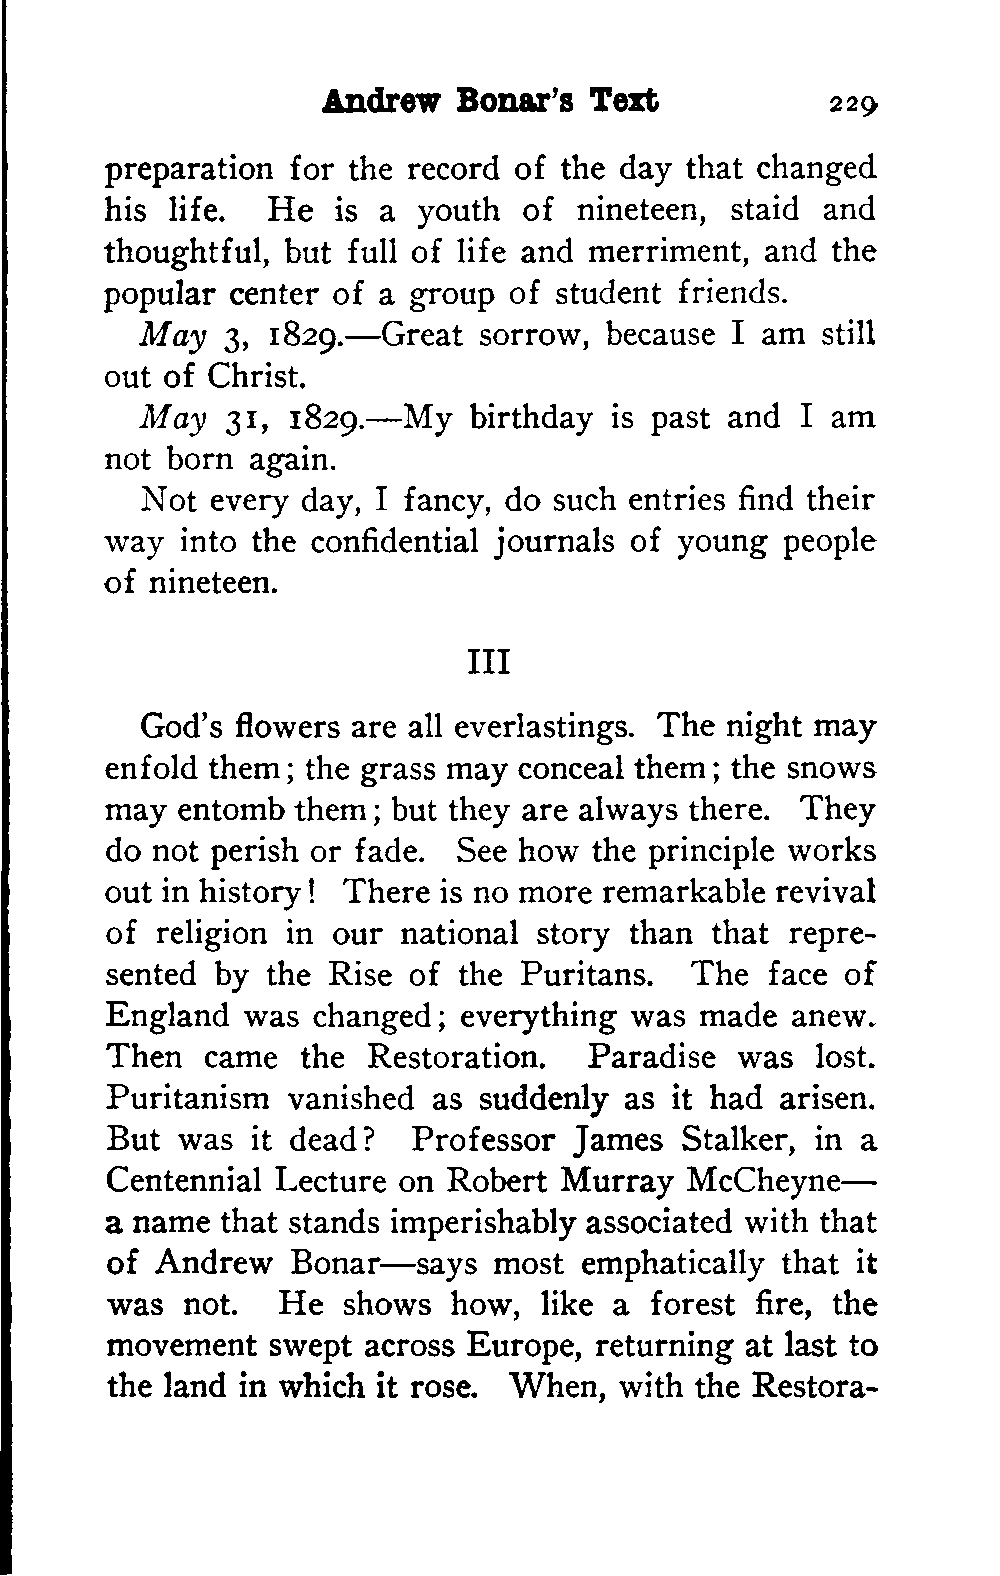 Andrew Bonar's Text 229
preparation for the record of the day that changed
his life. He is a youth of nineteen, staid and
thoughtful, but full of life and merriment, and the
popular center of a group of student friends.
May 3, 1829.—Great sorrow, because I am still
out of Christ.
May 31, 1829.—My birthday is past and I am
not born again.
Not every day, I fancy, do such entries find their
way into the confidential journals of young people
of nineteen.
III
God's flowers are all everlastings. The night may
enfold them; the grass may conceal them; the snows
may entomb them; but they are always there. They
do not perish or fade. See how the principle works
out in history! There is no more remarkable revival
of religion in our national story than that repre-
sented by the Rise of the Puritans. The face of
England was changed; everything was made anew.
Then came the Restoration. Paradise was lost.
Puritanism vanished as suddenly as it had arisen.
But was it dead? Professor James Stalker, in a
Centennial Lecture on Robert Murray McCheyne—
a name that stands imperishably associated with that
of Andrew Bonar—says most emphatically that it
was not. He shows how, like a forest fire, the
movement swept across Europe, returning at last to
the land in which it rose. When, with the Restora-